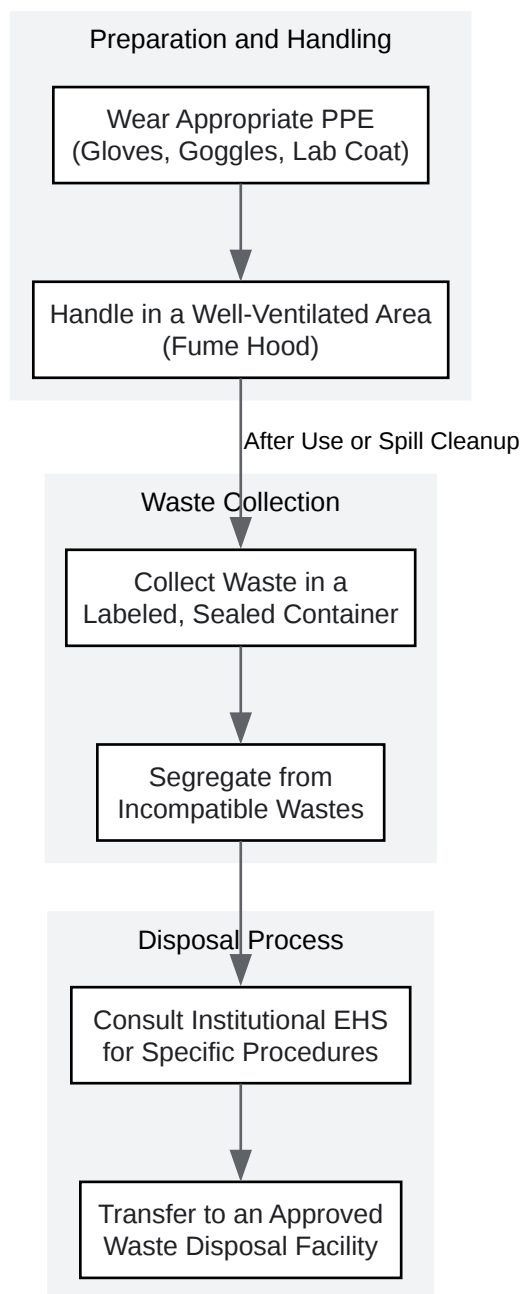 Preparation and Handling
Wear Appropriate PPE
(Gloves, Goggles, Lab Coat)
Handle in a Well-Ventilated Area
(Fume Hood)
After Use or Spill Cleanup
Waste Collection
Collect Waste in a
Labeled, Sealed Container
Segregate from
Incompatible Wastes
Disposal Process
Consult Institutional EHS
for Specific Procedures
Transfer to an Approved
Waste Disposal Facility